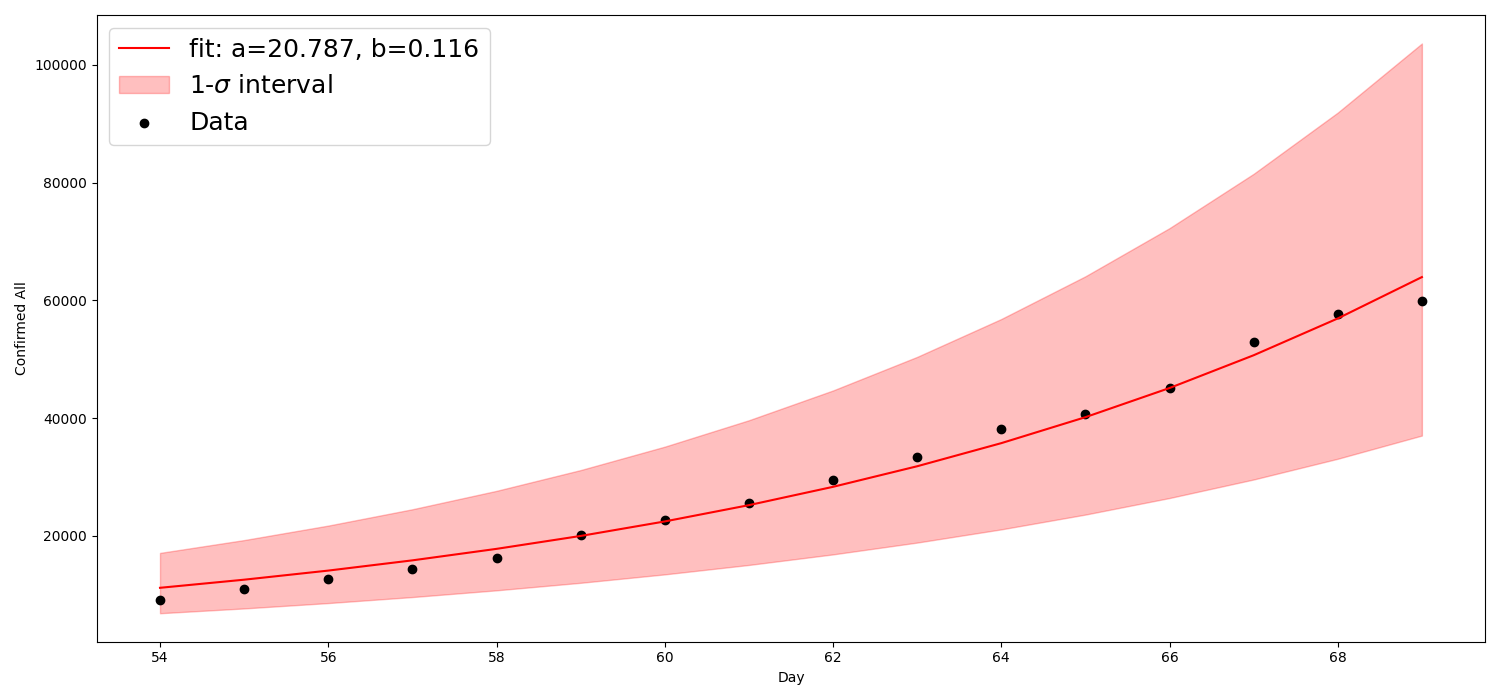 fit: a=20.787, b=0.116
1-σ interval
Data
100000
80000
60000
40000
20000
Confirmed All
54 56 58 60 62 64 66 68
Day